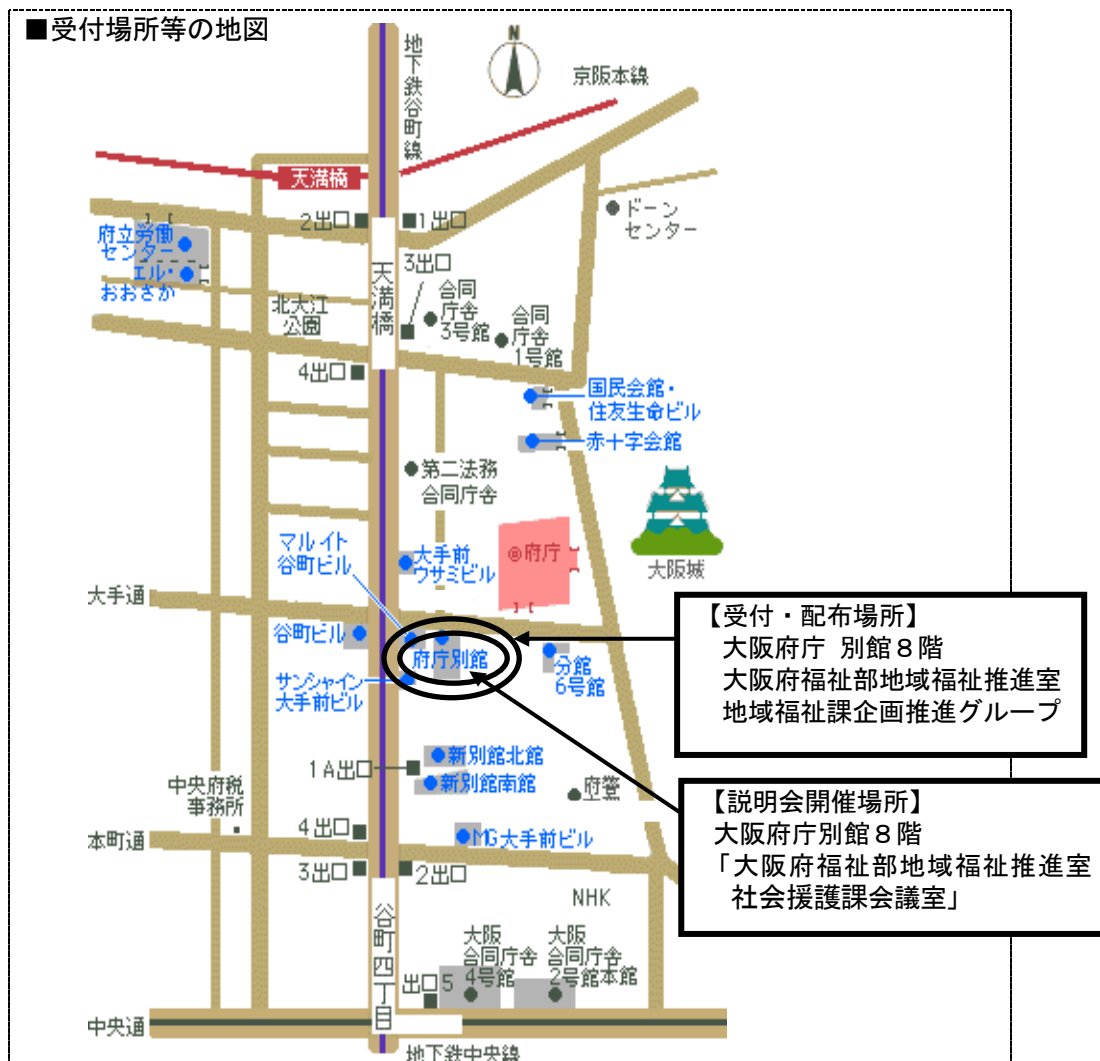 ■受付場所等の地図
N
地下鉄谷町線
京阪本線
天満橋
2出口
1出口
ドーン
センター
府立労働
センター
エル・
おおさか
3出口
天満橋
北大江
公園
合同
庁舎
3号館
合同
庁舎
1号館
4出口
国民会館・
住友生命ビル
赤十字会館
第二法務
合同庁舎
マルイト
谷町ビル
大手前
ウサミビル
◎府庁
大阪城
大手通
谷町ビル
府庁別館
分館
6号館
サンシャイン
大手前ビル
【受付・配布場所】
大阪府庁 別館8階
大阪府福祉部地域福祉推進室
地域福祉課企画推進グループ
1A出口
新別館北館
新別館南館
中央府税
事務所
府警
【説明会開催場所】
大阪府庁別館8階
「大阪府福祉部地域福祉推進室
社会援護課会議室」
本町通
4出口
MG大手前ビル
3出口
2出口
NHK
谷町四丁目
大阪
合同庁舎
4号館
大阪
合同庁舎
2号館本館
出口5
中央通
地下鉄中央線